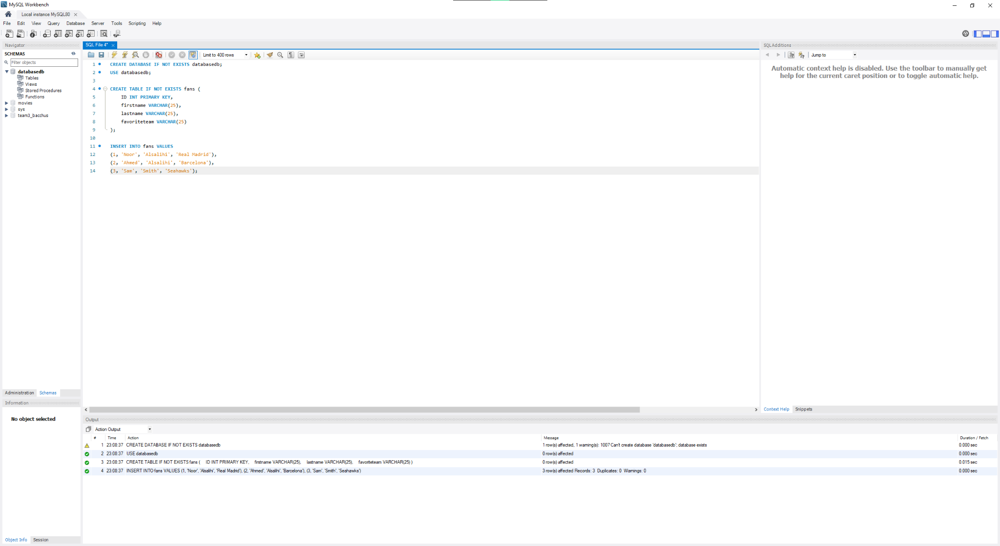 MySQL Workbench
Local instance MySQL80
File Edit View Query Database Server Tools Scripting Help
Navigator
SCHEMAS
Filter objects
databasedb
Tables
Views
Stored Procedures
Functions
movies
sys
team3_bacchus
Administration Schemas
Information
No object selected
Object Info Session
SQL File 4*
Limit to 400 rows
1 CREATE DATABASE IF NOT EXISTS databasedb;
2 USE databasedb;
3
4 CREATE TABLE IF NOT EXISTS fans (
5 ID INT PRIMARY KEY,
6 firstname VARCHAR(25),
7 lastname VARCHAR(25),
8 favoriteteam VARCHAR(25)
9 );
10
11 INSERT INTO fans VALUES
12 (1, 'Noor', 'Alsalihi', 'Real Madrid'),
13 (2, 'Ahmed', 'Alsalihi', 'Barcelona'),
14 (3, 'Sam', 'Smith', 'Seahawks');
SQLAdditions
Jump to
Automatic context help is disabled. Use the toolbar to manually get
help for the current caret position or to toggle automatic help.
Context Help Snippets
Output
Action Output
# Time Action Message Duration / Fetch
1 23:08:37 CREATE DATABASE IF NOT EXISTS databasedb 1 row(s) affected, 1 warning(s): 1007 Can't create database 'databasedb'; database exists 0.000 sec
2 23:08:37 USE databasedb 0 row(s) affected 0.000 sec
3 23:08:37 CREATE TABLE IF NOT EXISTS fans ( ID INT PRIMARY KEY, firstname VARCHAR(25), lastname VARCHAR(25), favoriteteam VARCHAR(25) ) 0 row(s) affected 0.015 sec
4 23:08:37 INSERT INTO fans VALUES (1, 'Noor', 'Alsalihi', 'Real Madrid'), (2, 'Ahmed', 'Alsalihi', 'Barcelona'), (3, 'Sam', 'Smith', 'Seahawks') 3 row(s) affected Records: 3 Duplicates: 0 Warnings: 0 0.000 sec